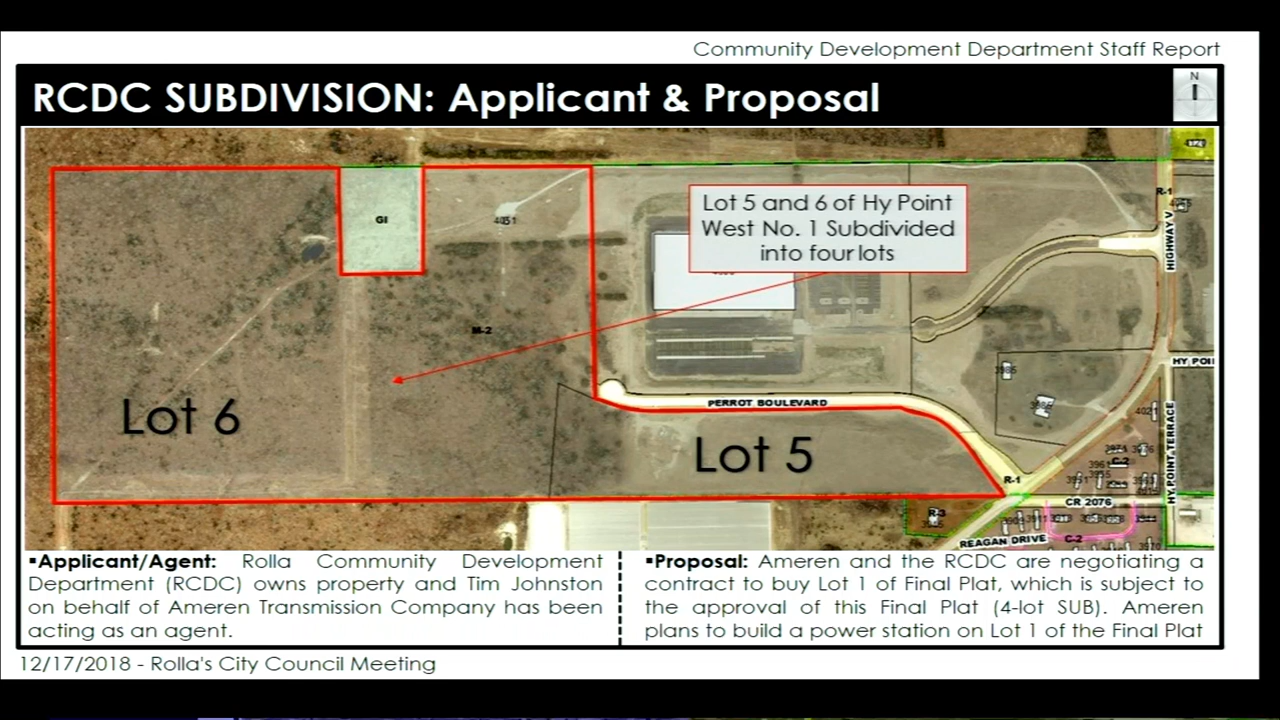 Community Development Department Staff Report
RCDC SUBDIVISION: Applicant & Proposal
N
R-1
HIGHWAY V
GI
4051
Lot 5 and 6 of Hy Point
West No. 1 Subdivided
into four lots
M-2
HY POI
3985
PERROT BOULEVARD
4021
HY POINT TERRACE
Lot 6
Lot 5
C-2
3961
R-1
CR 2076
R-3
REAGAN DRIVE
C-2
▪Applicant/Agent: Rolla Community Development
Department (RCDC) owns property and Tim Johnston
on behalf of Ameren Transmission Company has been
acting as an agent.
▪Proposal: Ameren and the RCDC are negotiating a
contract to buy Lot 1 of Final Plat, which is subject to
the approval of this Final Plat (4-lot SUB). Ameren
plans to build a power station on Lot 1 of the Final Plat
12/17/2018 - Rolla's City Council Meeting